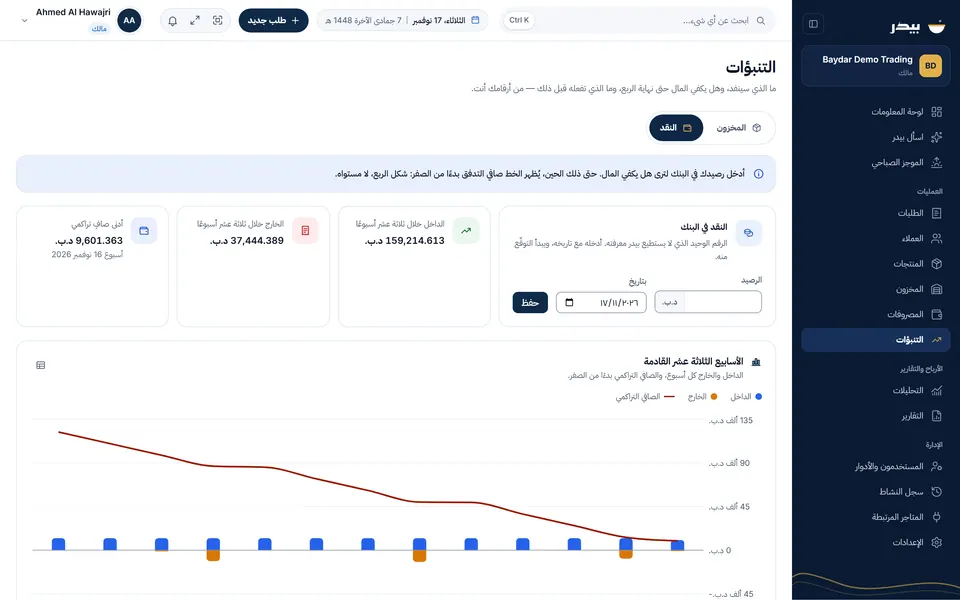 بيدر
BD
Baydar Demo Trading
مالك
لوحة المعلومات
اسأل بيدر
الموجز الصباحي
العمليات
الطلبات
العملاء
المنتجات
المخزون
المصروفات
التنبؤات
الأرباح والتقارير
التحليلات
التقارير
الإدارة
المستخدمون والأدوار
سجل النشاط
المتاجر المرتبطة
الإعدادات
ابحث عن أي شيء...
Ctrl K
الثلاثاء، 17 نوفمبر | 7 جمادى الآخرة 1448 هـ
+ طلب جديد
AA
Ahmed Al Hawajri
مالك
التنبؤات
ما الذي سينفد، وهل يكفي المال حتى نهاية الربع، وما الذي تفعله قبل ذلك — من أرقامك أنت.
المخزون
النقد
أدخل رصيدك في البنك لترى هل يكفي المال. حتى ذلك الحين، يُظهر الخط صافي التدفق بدءًا من الصفر: شكل الربع، لا مستواه.
النقد في البنك
الرقم الوحيد الذي لا يستطيع بيدر معرفته. أدخله مع تاريخه، ويبدأ التوقّع
منه.
الرصيد
بتاريخ
د.ب.
١٧/١١/٢٠٢٦
حفظ
الداخل خلال ثلاثة عشر أسبوعًا
159,214.613 د.ب.
الخارج خلال ثلاثة عشر أسبوعًا
37,444.389 د.ب.
أدنى صافٍ تراكمي
9,601.363 د.ب.
أسبوع 16 نوفمبر 2026
الأسابيع الثلاثة عشر القادمة
الداخل والخارج كل أسبوع، والصافي التراكمي بدءًا من الصفر.
الداخل
الخارج
الصافي التراكمي
135 ألف د.ب.
90 ألف د.ب.
45 ألف د.ب.
0 د.ب.
-45 ألف د.ب.